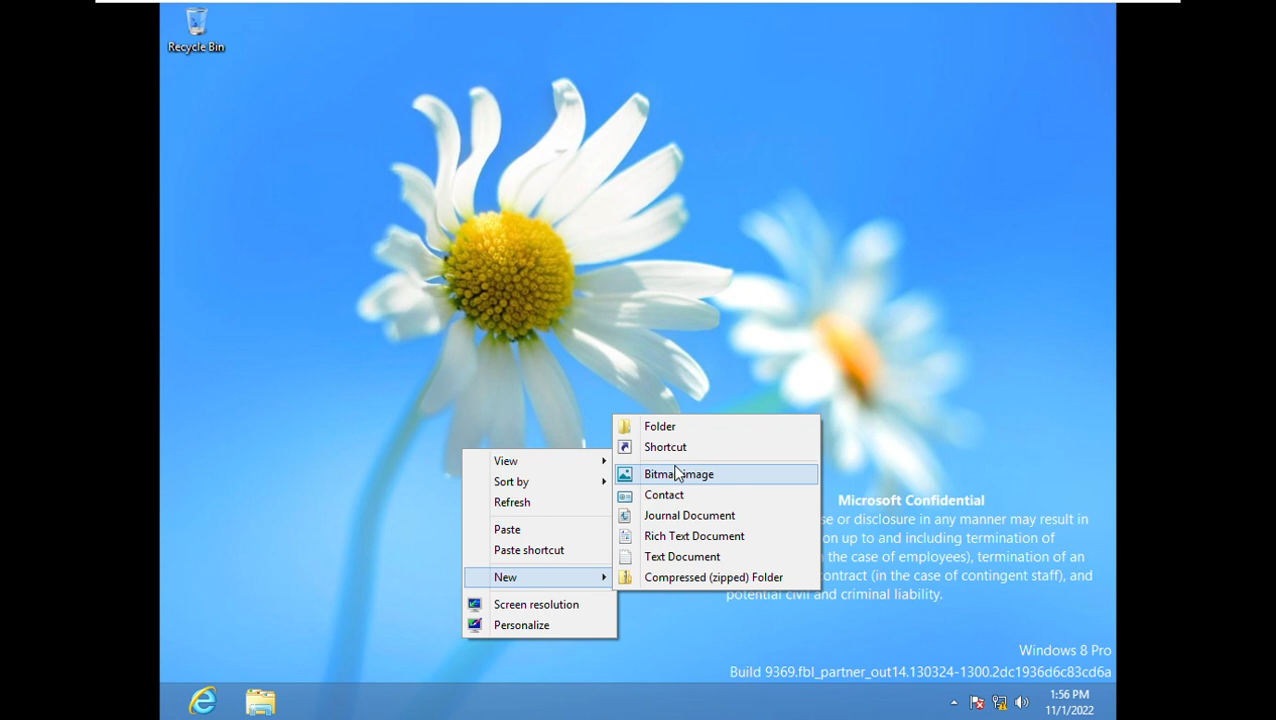 Recycle Bin
Folder
Shortcut
Bitmap image
Contact
Journal Document
Rich Text Document
Text Document
Compressed (zipped) Folder
View
Sort by
Refresh
Paste
Paste shortcut
New
Screen resolution
Personalize
Microsoft Confidential
se or disclosure in any manner may result in
on up to and including termination of
n the case of employees), termination of an
contract (in the case of contingent staff), and
potential civil and criminal liability.
Windows 8 Pro
Build 9369.fbl_partner_out14.130324-1300.2dc1936d6c83cd6a
1:56 PM
11/1/2022